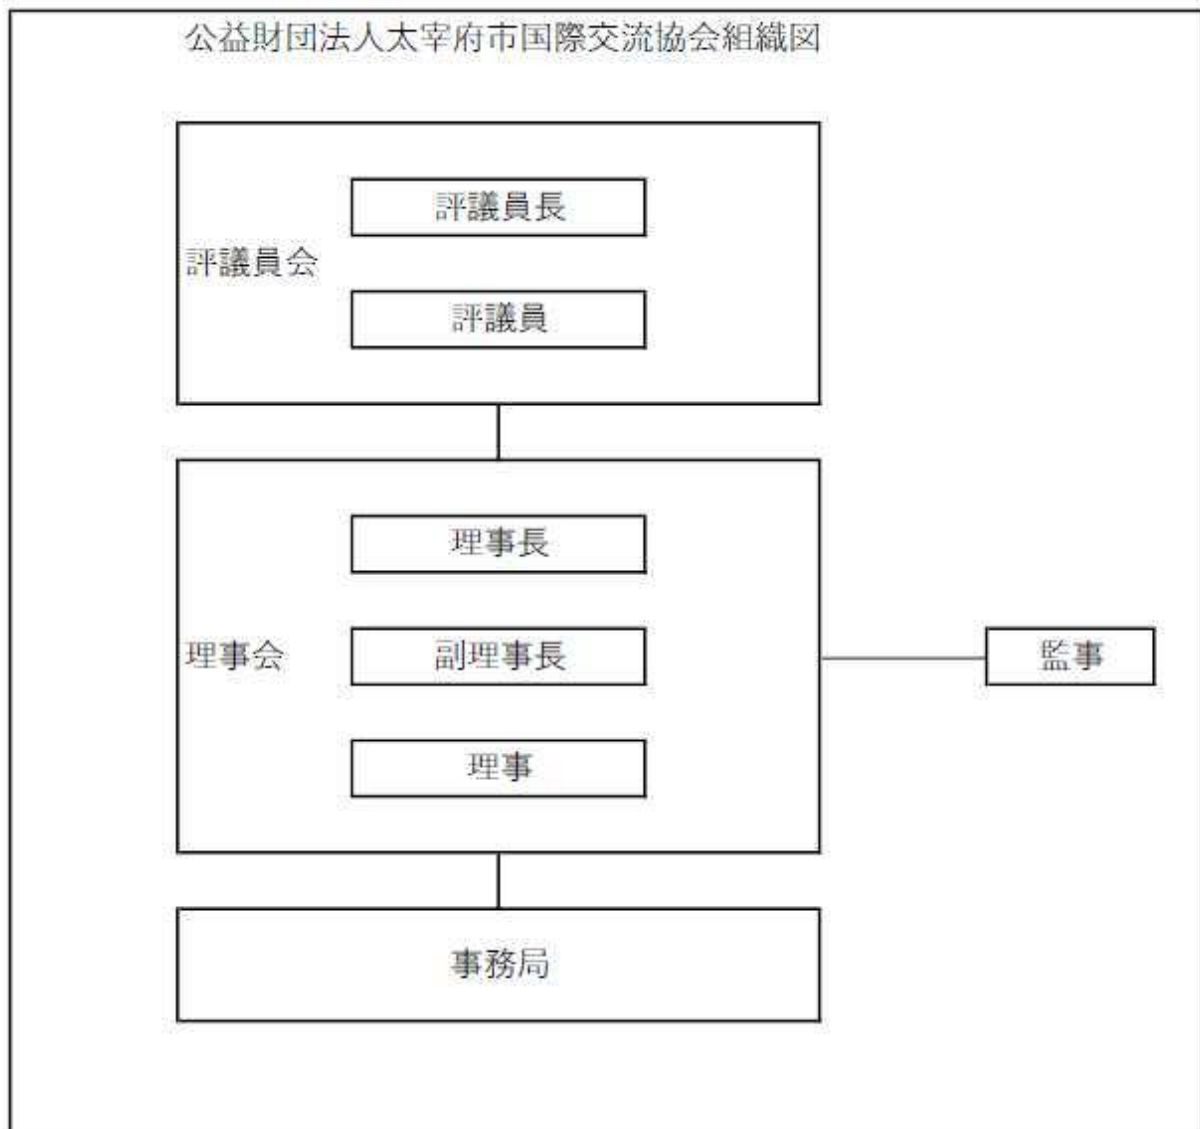 公益財団法人太宰府市国際交流協会組織図
評議員長
評議員会
評議員
理事長
理事会
副理事長
監事
理事
事務局